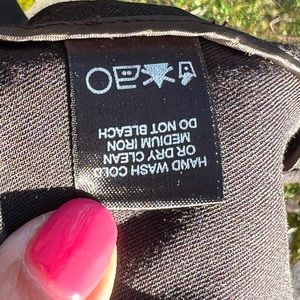 HAND WASH COLD
OR DRY CLEAN
MEDIUM IRON
DO NOT BLEACH